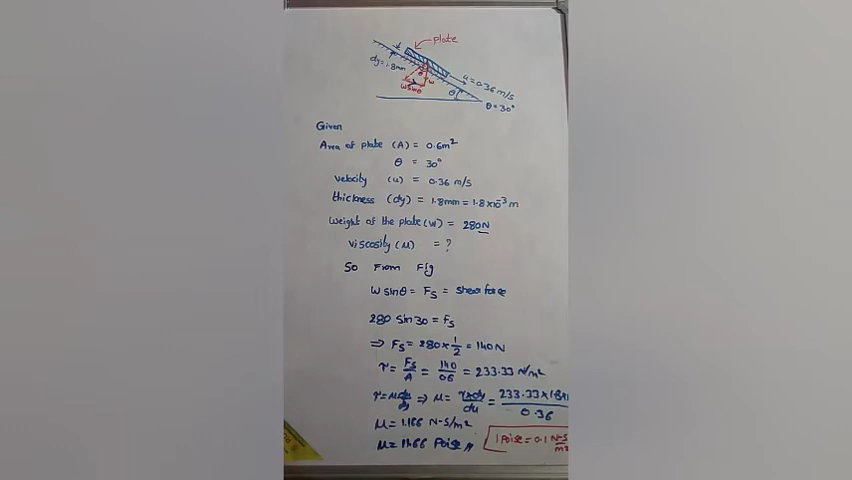 plate
dy=1.8mm
u=0.36 m/s
w
wsinθ
θ
θ=30°
Given
Area of plate (A) = 0.6m²
θ = 30°
velocity (u) = 0.36 m/s
thickness (dy) = 1.8mm = 1.8×10⁻³ m
Weight of the plate (W) = 280N
viscosity (μ) = ?
So From Fig
W sinθ = Fs = shear force
280 sin 30 = Fs
⇒ Fs = 280 × 1/2 = 140 N
τ = Fs/A = 140/0.6 = 233.33 N/m²
τ = μ du/dy ⇒ μ = τ×dy/du = 233.33×1.8×1/0.36
μ = 1.166 N-S/m²
μ = 11.66 Poise //
1 Poise = 0.1 N-S/m²